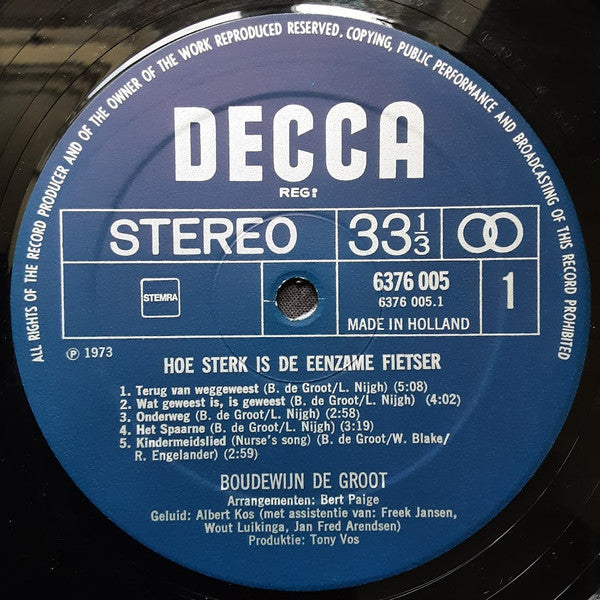 ALL RIGHTS OF THE RECORD PRODUCER AND OF THE OWNER OF THE WORK REPRODUCED RESERVED. COPYING, PUBLIC PERFORMANCE AND BROADCASTING OF THIS RECORD PROHIBITED
DECCA
REG!
STEREO 33 1/3
STEMRA
6376 005
6376 005.1
MADE IN HOLLAND
1
℗ 1973
HOE STERK IS DE EENZAME FIETSER
1. Terug van weggeweest (B. de Groot/L. Nijgh) (5:08)
2. Wat geweest is, is geweest (B. de Groot/L. Nijgh) (4:02)
3. Onderweg (B. de Groot/L. Nijgh) (2:58)
4. Het Spaarne (B. de Groot/L. Nijgh) (3:19)
5. Kindermeidslied (Nurse's song) (B. de Groot/W. Blake/
R. Engelander) (2:59)
BOUDEWIJN DE GROOT
Arrangementen: Bert Paige
Geluid: Albert Kos (met assistentie van: Freek Jansen,
Wout Luikinga, Jan Fred Arendsen)
Produktie: Tony Vos